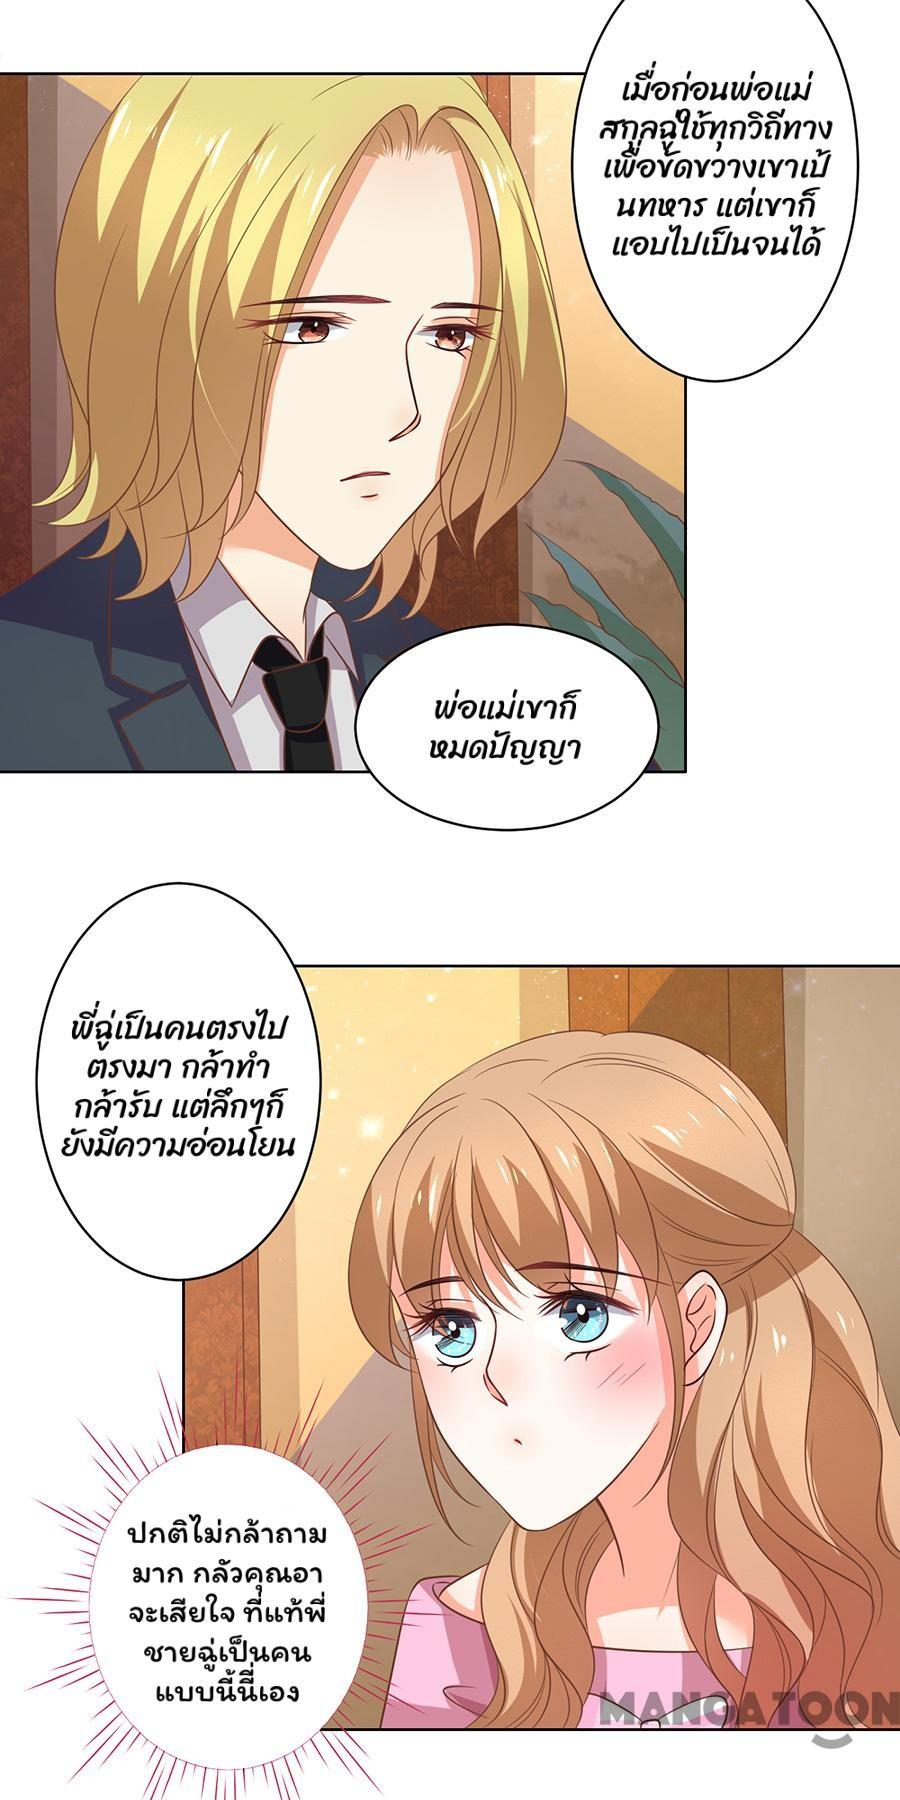 เมื่อก่อนพ่อแม่
สกุลฉู่ใช้ทุกวิถีทาง
เพื่อขัดขวางเขาเป้
นทหาร แต่เขาก็
แอบไปเป็นจนได้
พ่อแม่เขาก็
หมดปัญญา
พี่ฉู่เป็นคนตรงไป
ตรงมา กล้าทำ
กล้ารับ แต่ลึกๆก็
ยังมีความอ่อนโยน
ปกติไม่กล้าถาม
มาก กลัวคุณอา
จะเสียใจ ที่แท้พี่
ชายฉู่เป็นคน
แบบนี้นี่เอง
MANGATOON